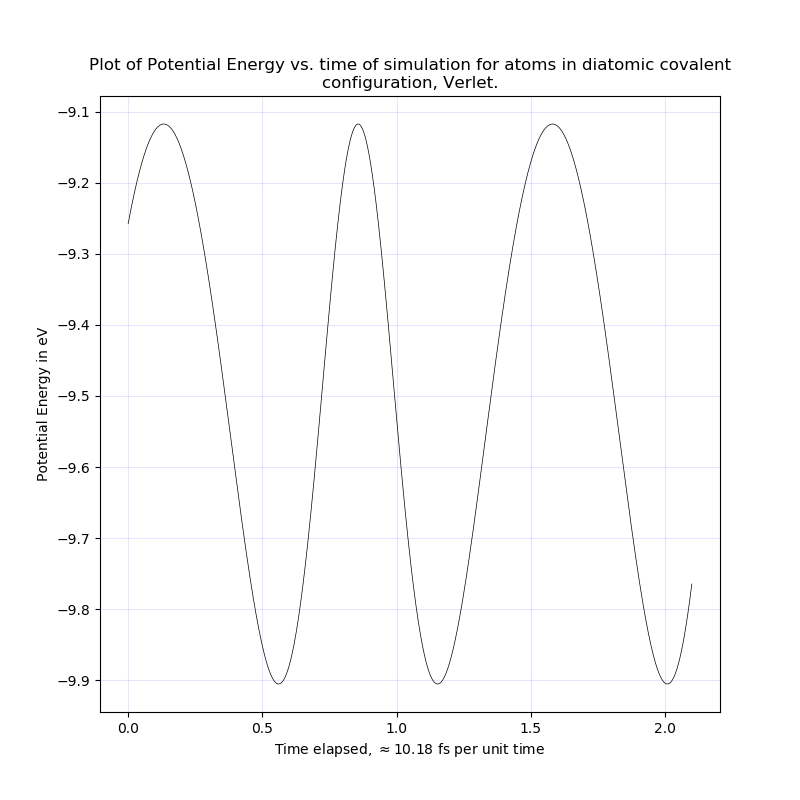 Plot of Potential Energy vs. time of simulation for atoms in diatomic covalent
configuration, Verlet.
−9.1
−9.2
−9.3
−9.4
−9.5
−9.6
−9.7
−9.8
−9.9
Potential Energy in eV
0.0 0.5 1.0 1.5 2.0
Time elapsed, ≈ 10.18 fs per unit time